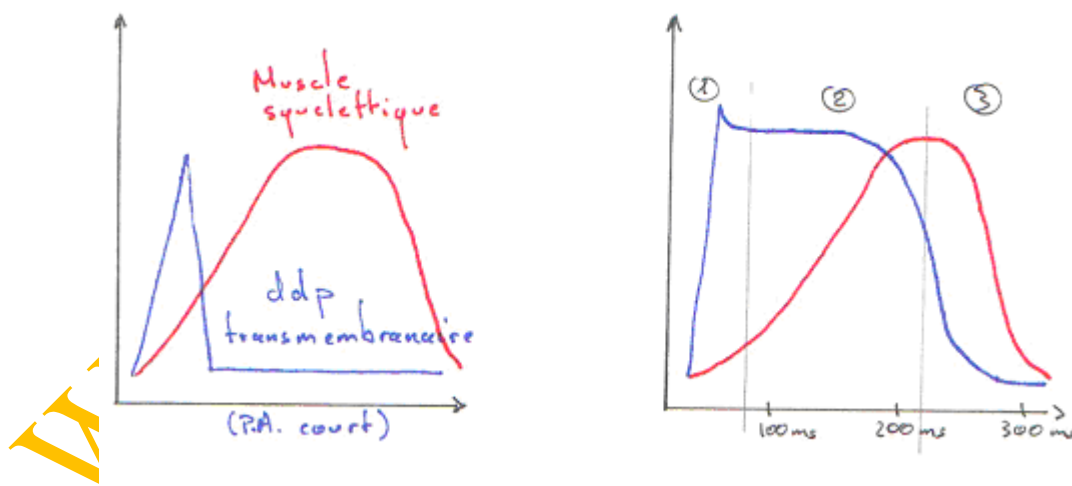 Muscle
squelettique
ddp
transmembranaire
(P.A. court)
① ② ③
100 ms 200 ms 300 ms